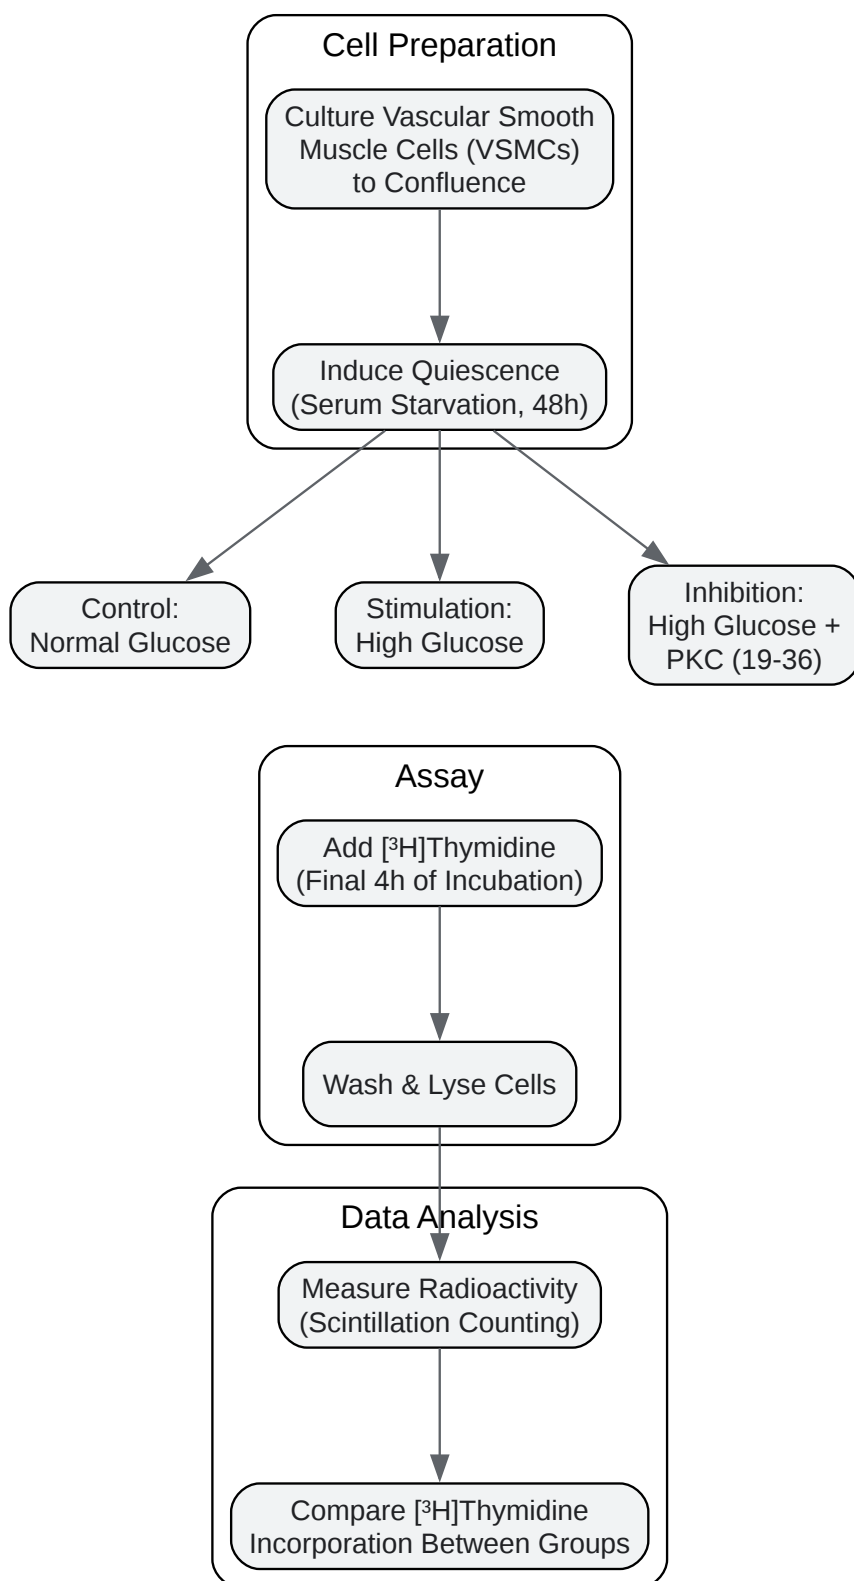 Cell Preparation
Culture Vascular Smooth
Muscle Cells (VSMCs)
to Confluence
Induce Quiescence
(Serum Starvation, 48h)
Control:
Normal Glucose
Stimulation:
High Glucose
Inhibition:
High Glucose +
PKC (19-36)
Assay
Add [³H]Thymidine
(Final 4h of Incubation)
Wash & Lyse Cells
Data Analysis
Measure Radioactivity
(Scintillation Counting)
Compare [³H]Thymidine
Incorporation Between Groups